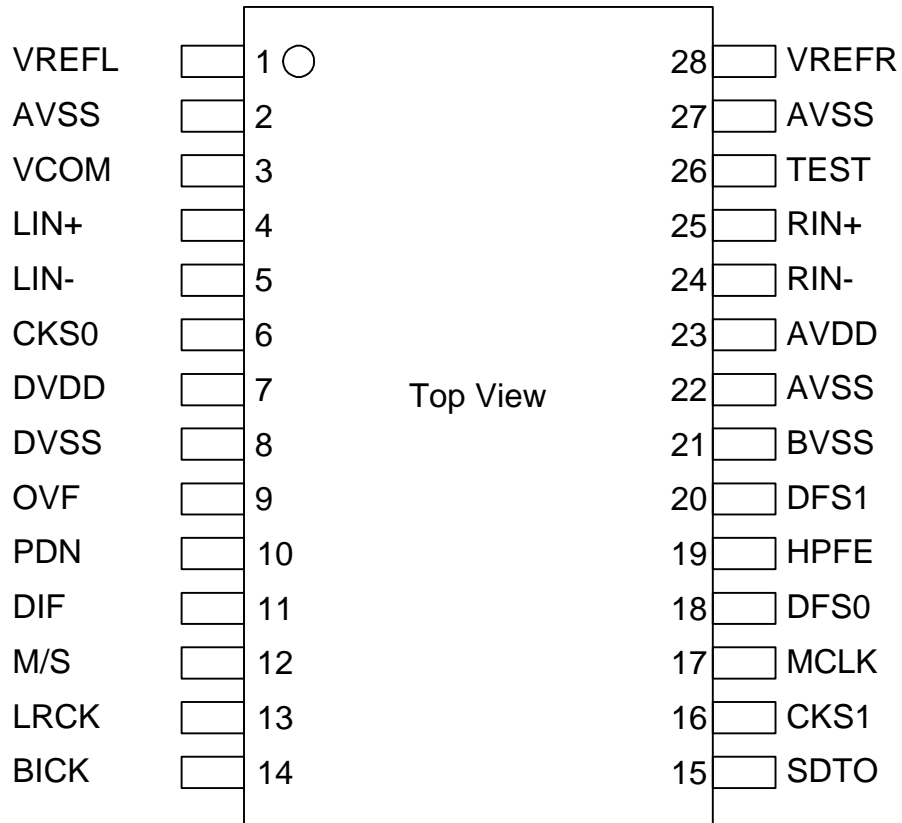 VREFL 1 28 VREFR
AVSS 2 27 AVSS
VCOM 3 26 TEST
LIN+ 4 25 RIN+
LIN- 5 24 RIN-
CKS0 6 23 AVDD
DVDD 7 Top View 22 AVSS
DVSS 8 21 BVSS
OVF 9 20 DFS1
PDN 10 19 HPFE
DIF 11 18 DFS0
M/S 12 17 MCLK
LRCK 13 16 CKS1
BICK 14 15 SDTO